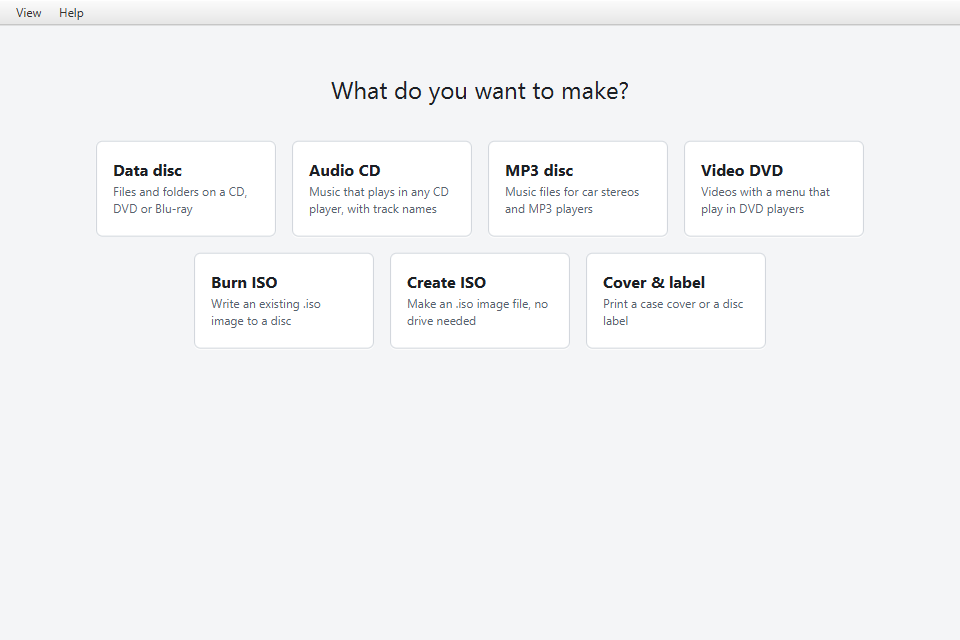 View Help
What do you want to make?
Data disc
Files and folders on a CD,
DVD or Blu-ray
Audio CD
Music that plays in any CD
player, with track names
MP3 disc
Music files for car stereos
and MP3 players
Video DVD
Videos with a menu that
play in DVD players
Burn ISO
Write an existing .iso
image to a disc
Create ISO
Make an .iso image file, no
drive needed
Cover & label
Print a case cover or a disc
label